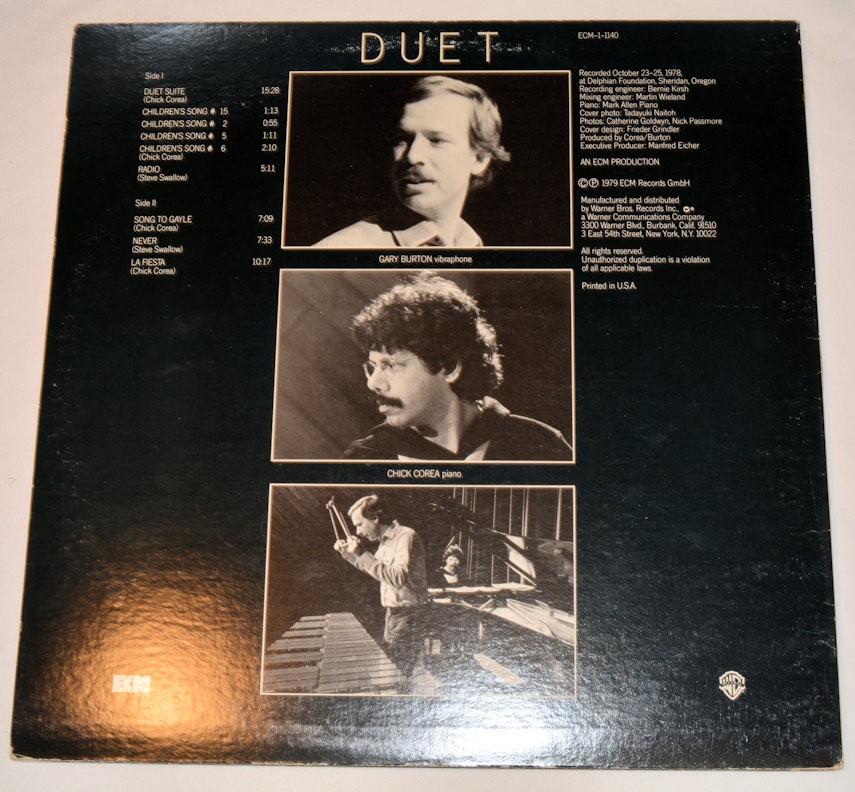 DUET
ECM-1-1140
Side I
DUET SUITE 15:28
(Chick Corea)
CHILDREN'S SONG # 15 1:13
CHILDREN'S SONG # 2 0:55
CHILDREN'S SONG # 5 1:11
CHILDREN'S SONG # 6 2:10
(Chick Corea)
RADIO 5:11
(Steve Swallow)
Side II
SONG TO GAYLE 7:09
(Chick Corea)
NEVER 7:33
(Steve Swallow)
LA FIESTA 10:17
(Chick Corea)
GARY BURTON vibraphone
CHICK COREA piano
Recorded October 23-25, 1978,
at Delphian Foundation, Sheridan, Oregon
Recording engineer: Bernie Kirsh
Mixing engineer: Martin Wieland
Piano: Mark Allen Piano
Cover photo: Tadayuki Naitoh
Photos: Catherine Goldwyn, Nick Passmore
Cover design: Frieder Grindler
Produced by Corea/Burton
Executive Producer: Manfred Eicher
AN ECM PRODUCTION
©℗ 1979 ECM Records GmbH
Manufactured and distributed
by Warner Bros. Records Inc.,
a Warner Communications Company
3300 Warner Blvd., Burbank, Calif. 91510
3 East 54th Street, New York, N.Y. 10022
All rights reserved.
Unauthorized duplication is a violation
of all applicable laws.
Printed in U.S.A.
ECM